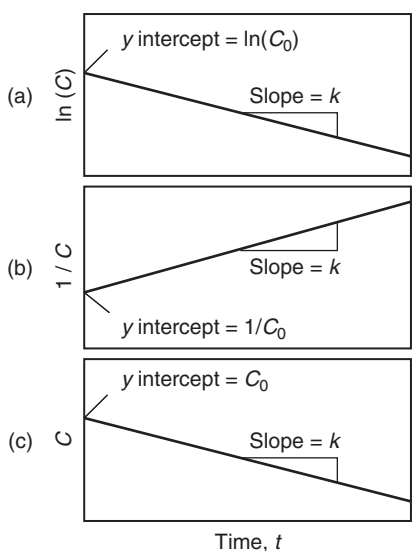 y intercept = ln(C₀)
(a)
ln (C)
Slope = k
(b)
1 / C
Slope = k
y intercept = 1/C₀
y intercept = C₀
(c)
C
Slope = k
Time, t